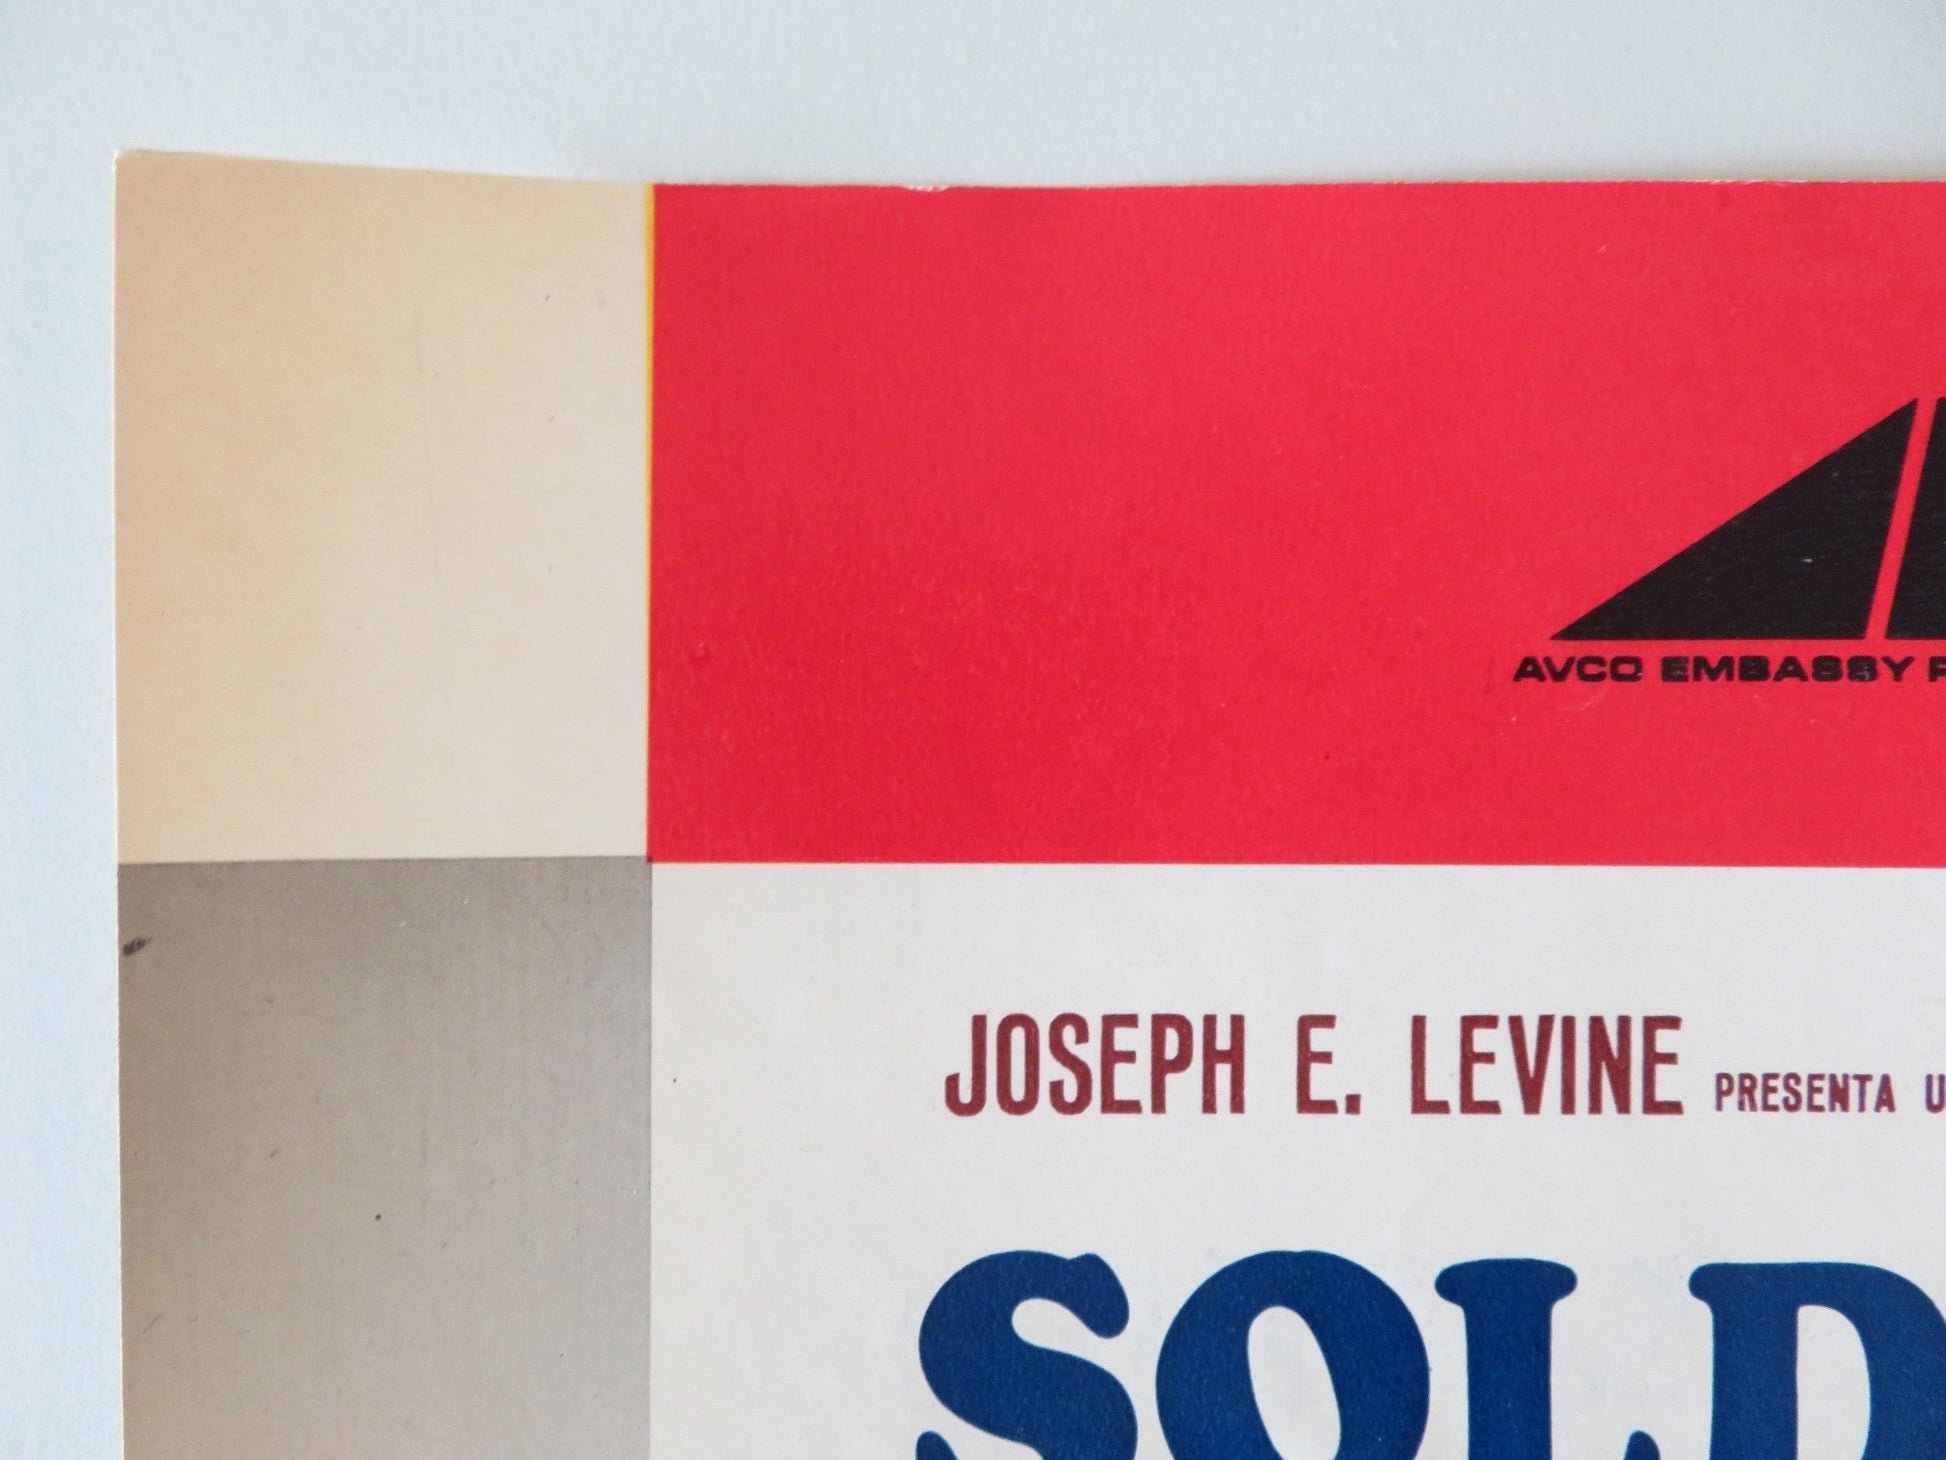 AVCO EMBASSY
JOSEPH E. LEVINE PRESENTA U
SOLD